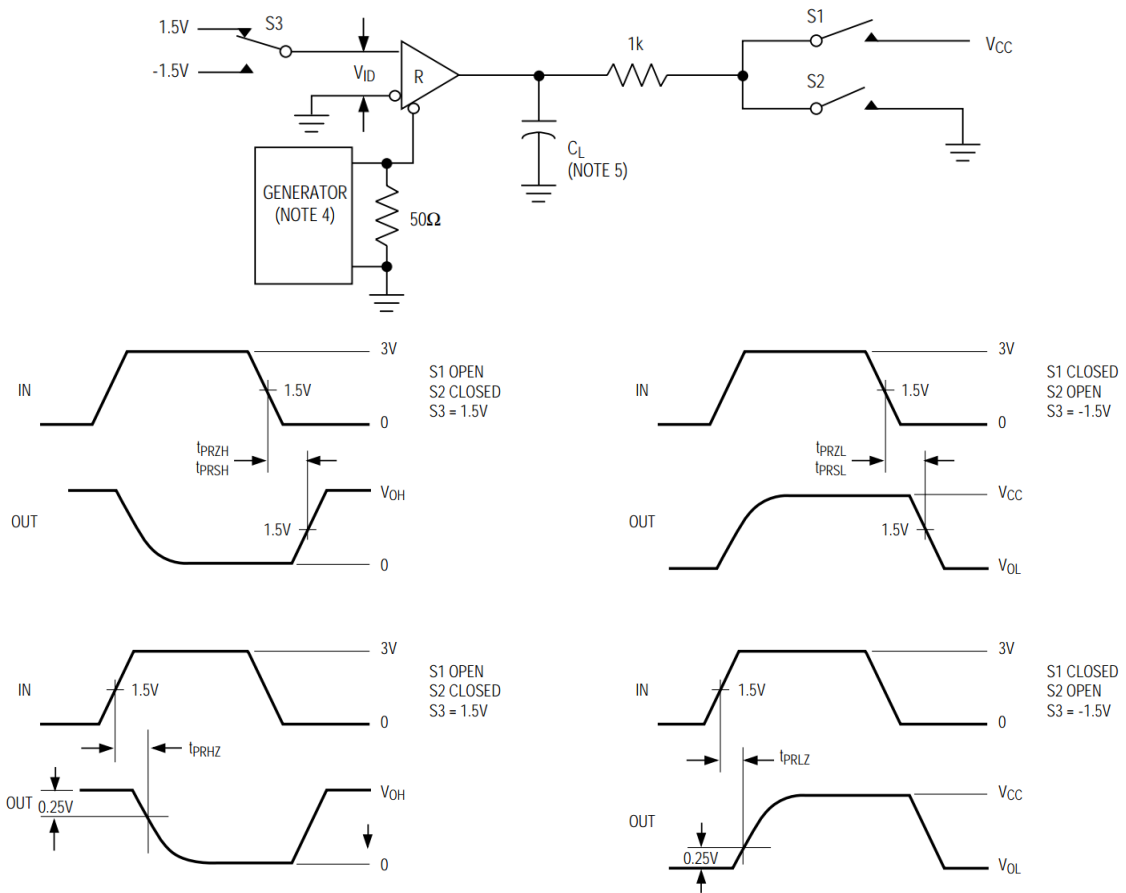 1.5V
S3
-1.5V
V_ID
R
1k
S1
V_CC
S2
C_L
(NOTE 5)
GENERATOR
(NOTE 4)
50Ω
IN
3V
1.5V
0
S1 OPEN
S2 CLOSED
S3 = 1.5V
t_PRZH
t_PRSH
OUT
V_OH
1.5V
0
IN
3V
1.5V
0
S1 CLOSED
S2 OPEN
S3 = -1.5V
t_PRZL
t_PRSL
OUT
V_CC
1.5V
V_OL
IN
3V
1.5V
0
S1 OPEN
S2 CLOSED
S3 = 1.5V
t_PRHZ
OUT
0.25V
V_OH
0
IN
3V
1.5V
0
S1 CLOSED
S2 OPEN
S3 = -1.5V
t_PRLZ
OUT
0.25V
V_CC
V_OL